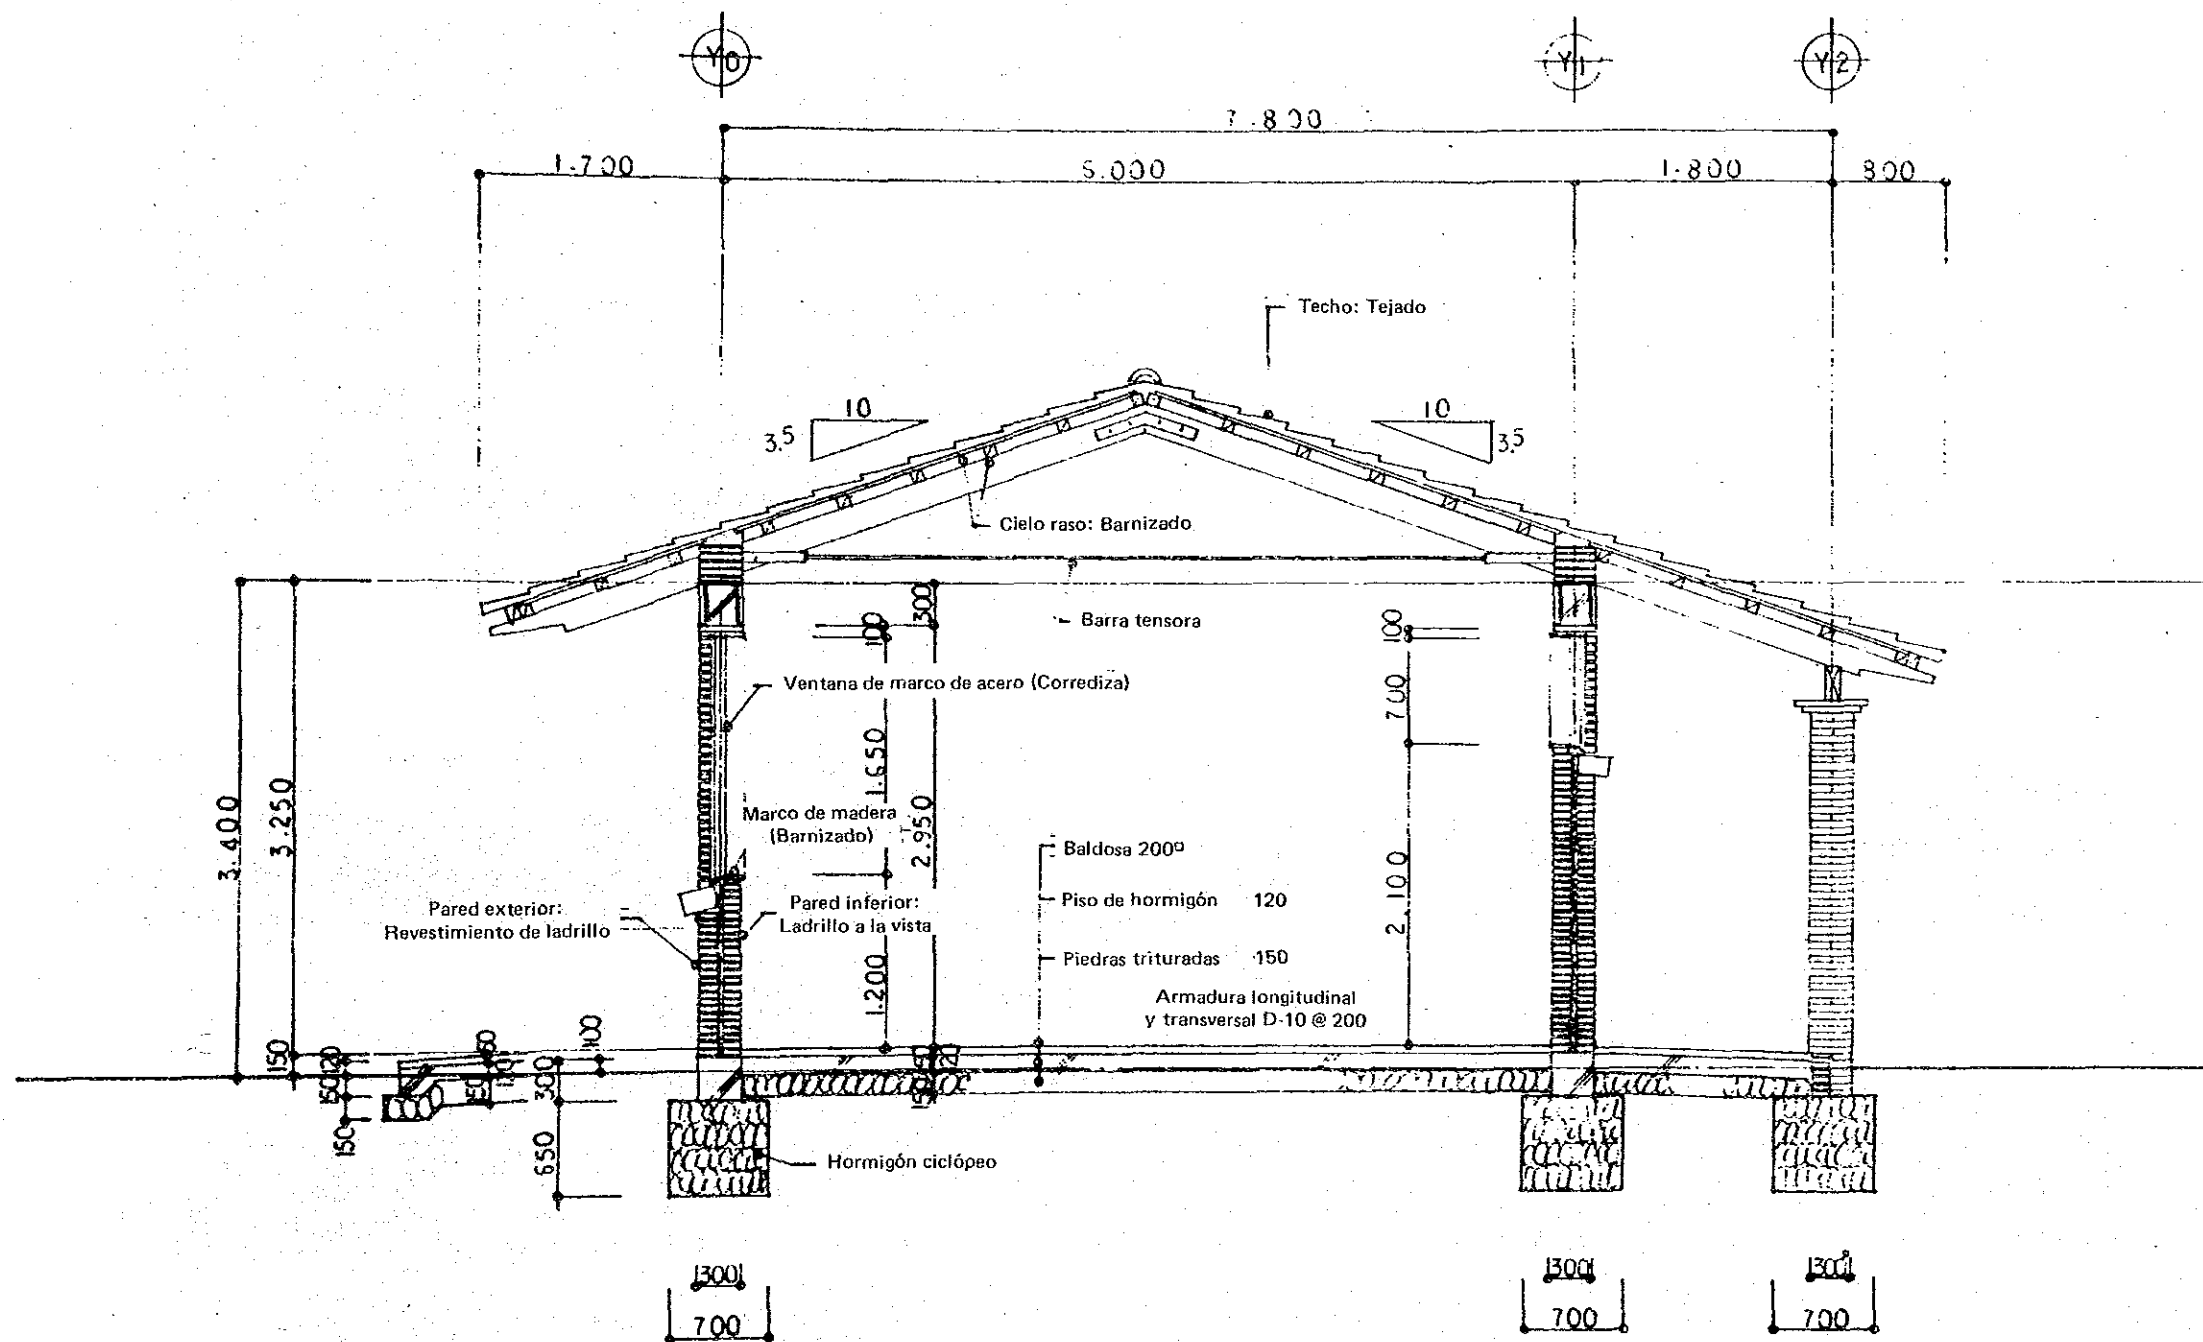 Y0
Y1
Y2
7.800
1.700
6.000
1.800
800
Techo: Tejado
10
3.5
10
3.5
Cielo raso: Barnizado
Barra tensora
100
300
100
Ventana de marco de acero (Corrediza)
700
1.650
3.400
3.250
2.950
Marco de madera
(Barnizado)
Baldosa 200
Piso de hormigón 120
Piedras trituradas 150
2.100
Pared exterior:
Revestimiento de ladrillo
Pared inferior:
Ladrillo a la vista
1.200
Armadura longitudinal
y transversal D-10 @ 200
150
120
150
150
100
150
300
650
Hormigón ciclópeo
300
700
300
700
300
700